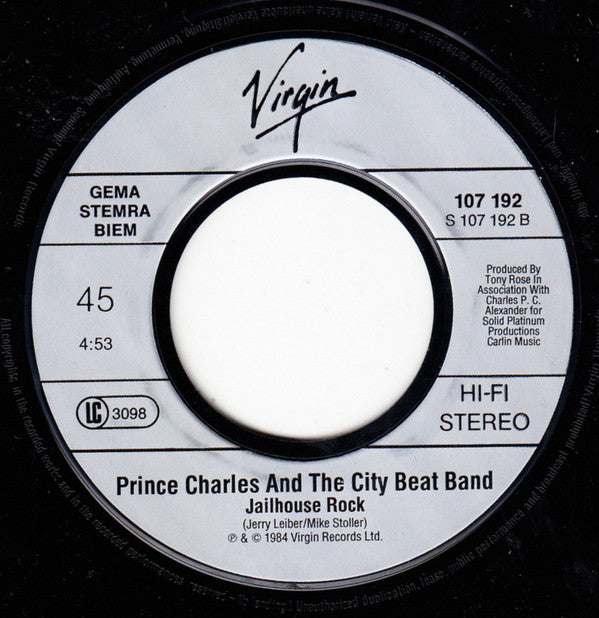 Virgin
GEMA
STEMRA
BIEM
107 192
S 107 192 B
45
4:53
Produced By
Tony Rose In
Association With
Charles P. C.
Alexander for
Solid Platinum
Productions
Carlin Music
LC 3098
HI-FI
STEREO
Prince Charles And The City Beat Band
Jailhouse Rock
(Jerry Leiber/Mike Stoller)
℗ & © 1984 Virgin Records Ltd.